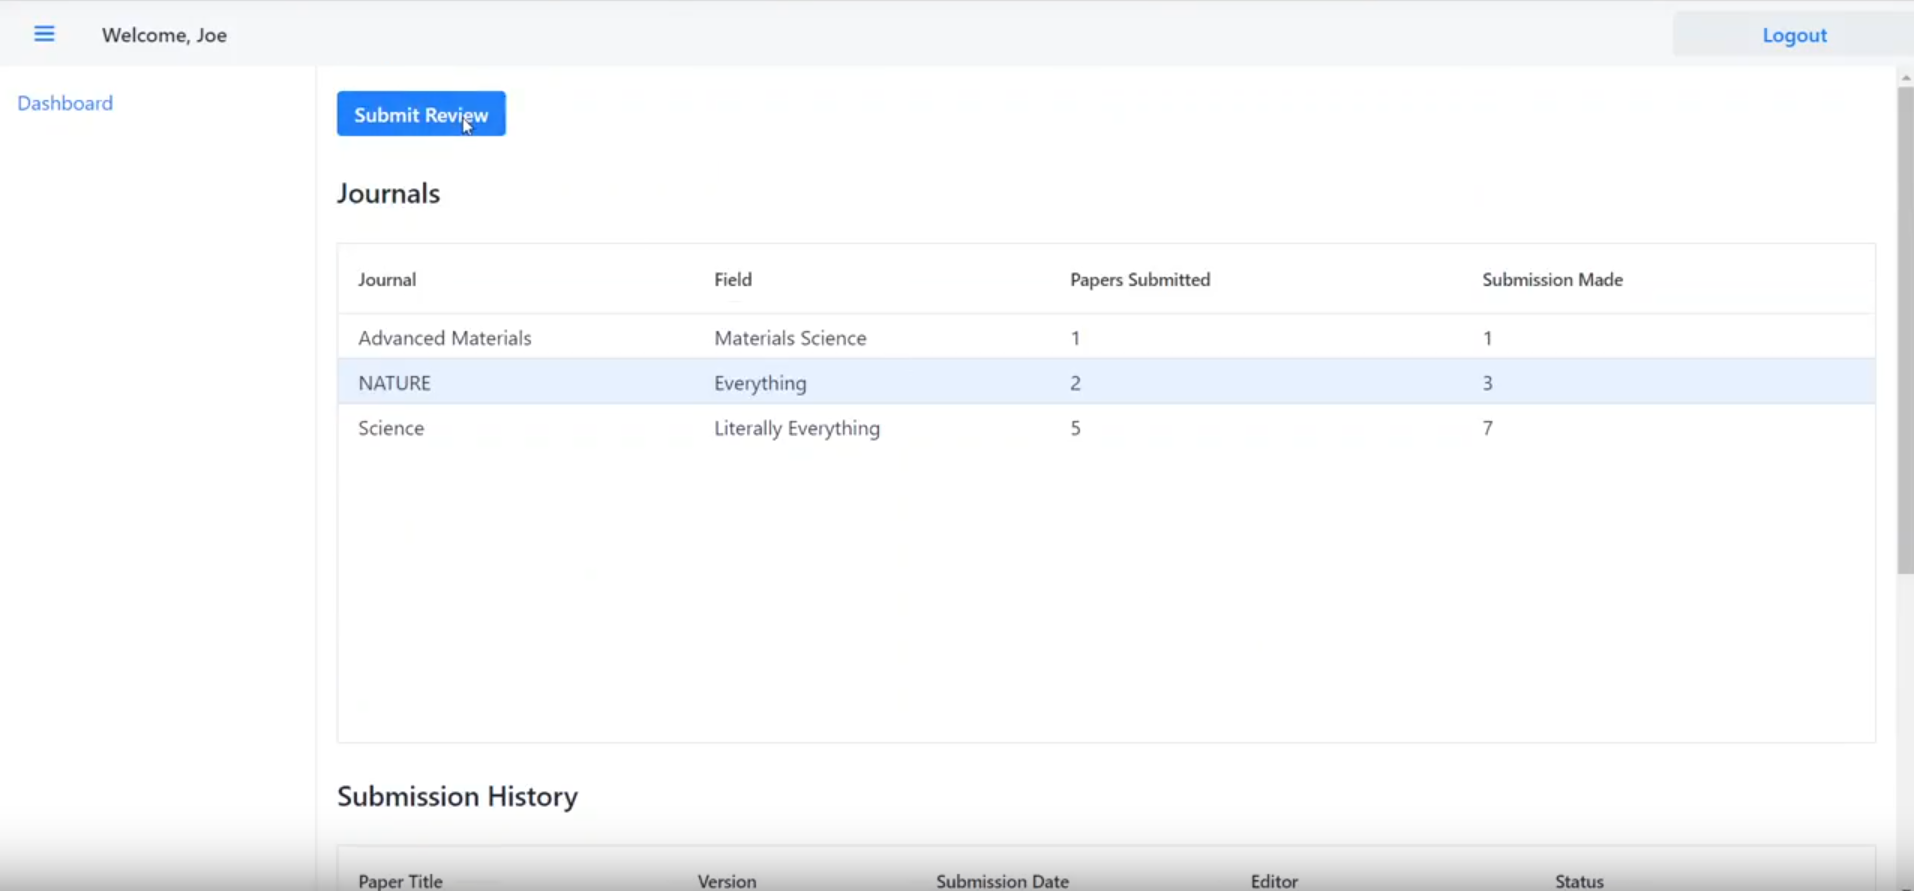 Welcome, Joe
Logout
Dashboard
Submit Review
Journals
Journal Field Papers Submitted Submission Made
Advanced Materials Materials Science 1 1
NATURE Everything 2 3
Science Literally Everything 5 7
Submission History
Paper Title Version Submission Date Editor Status